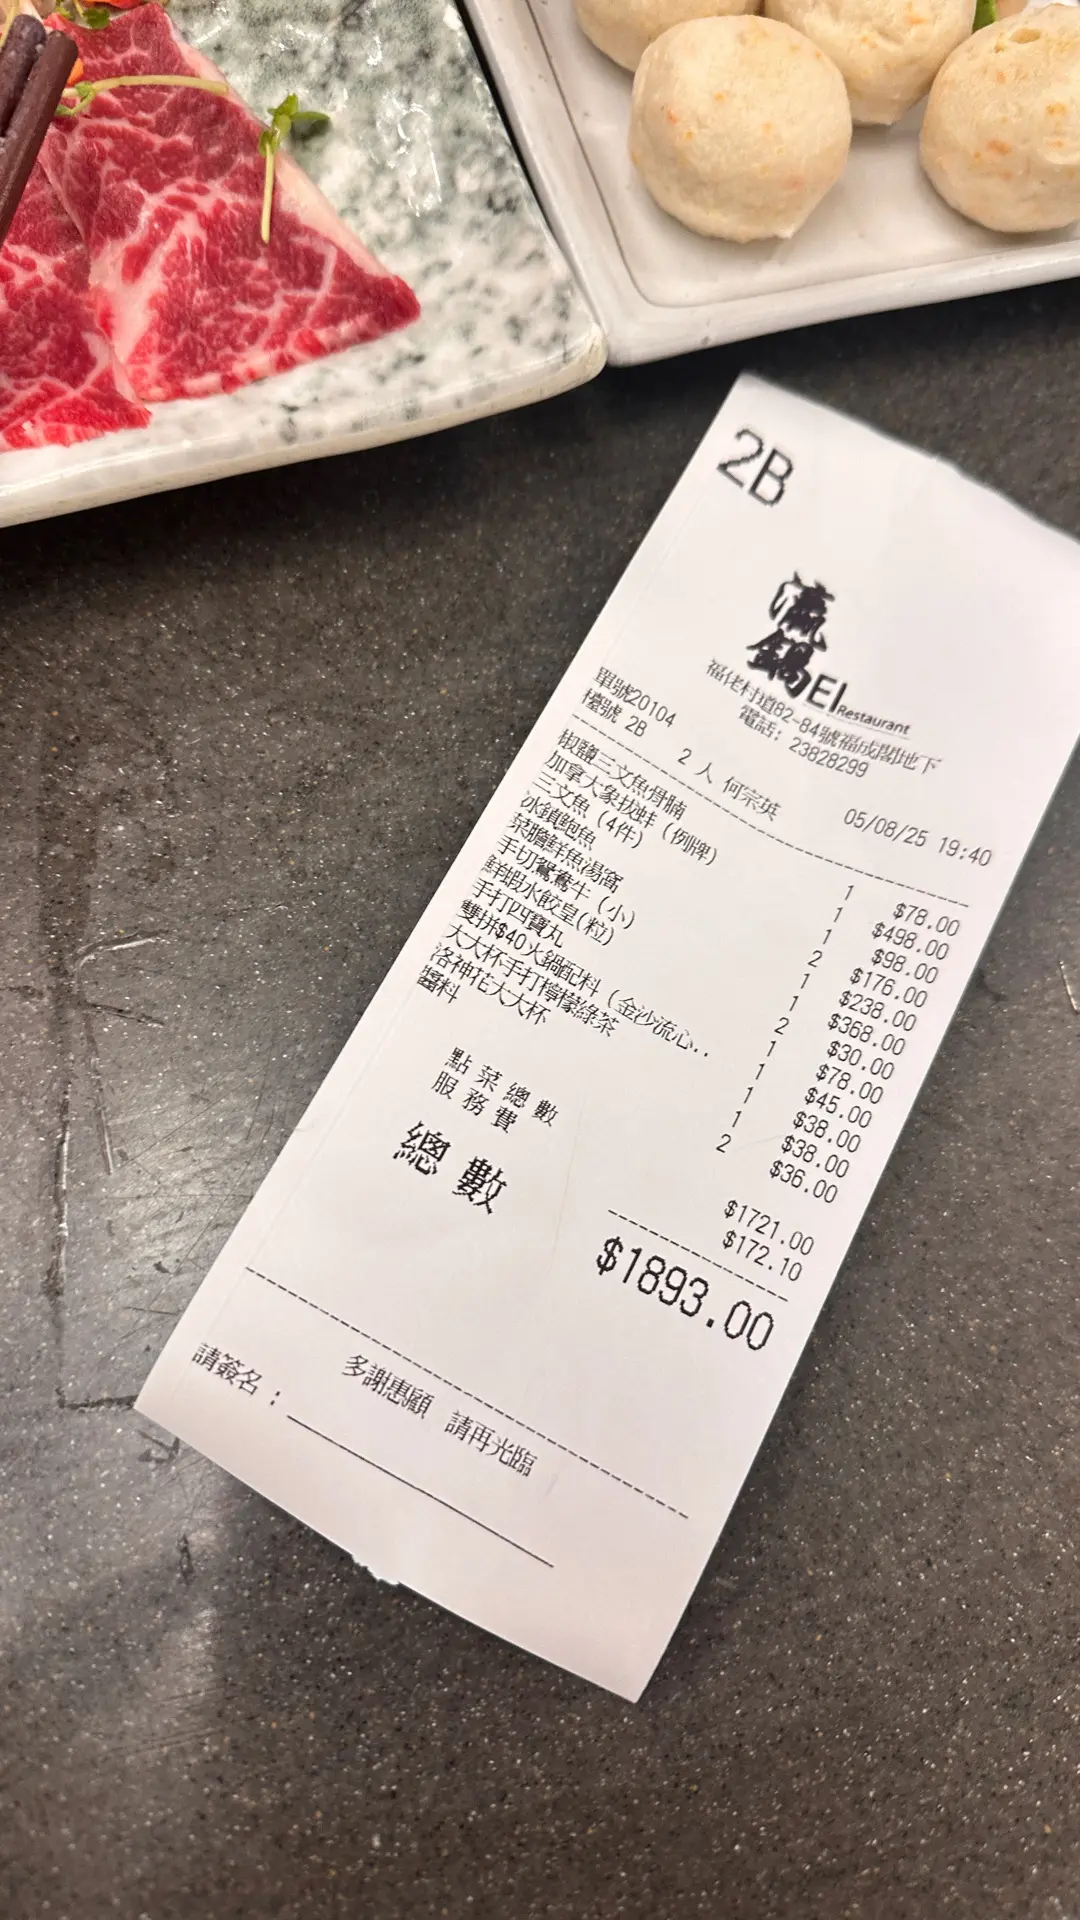 2B
瀛鍋
EI Restaurant
福佬村道82-84號福成閣地下
電話: 23828299
單號20104
檯號 2B 2 人 何宗英 05/08/25 19:40
椒鹽三文魚骨腩 1 $78.00
加拿大象拔蚌 (例牌) 1 $498.00
三文魚 (4件) 1 $98.00
冰鎮鮑魚 2 $176.00
菜膽鮮魚湯窩 1 $238.00
手切鴛鴦牛 (小) 1 $368.00
鮮蝦水餃皇(粒) 2 $30.00
手打四寶丸 1 $78.00
雙拼$40火鍋配料 (金沙流心.. 1 $45.00
大大杯手打檸檬綠茶 1 $38.00
洛神花大大杯 1 $38.00
醬料 2 $36.00
點菜總數 $1721.00
服務費 $172.10
總數 $1893.00
多謝惠顧 請再光臨
請簽名：